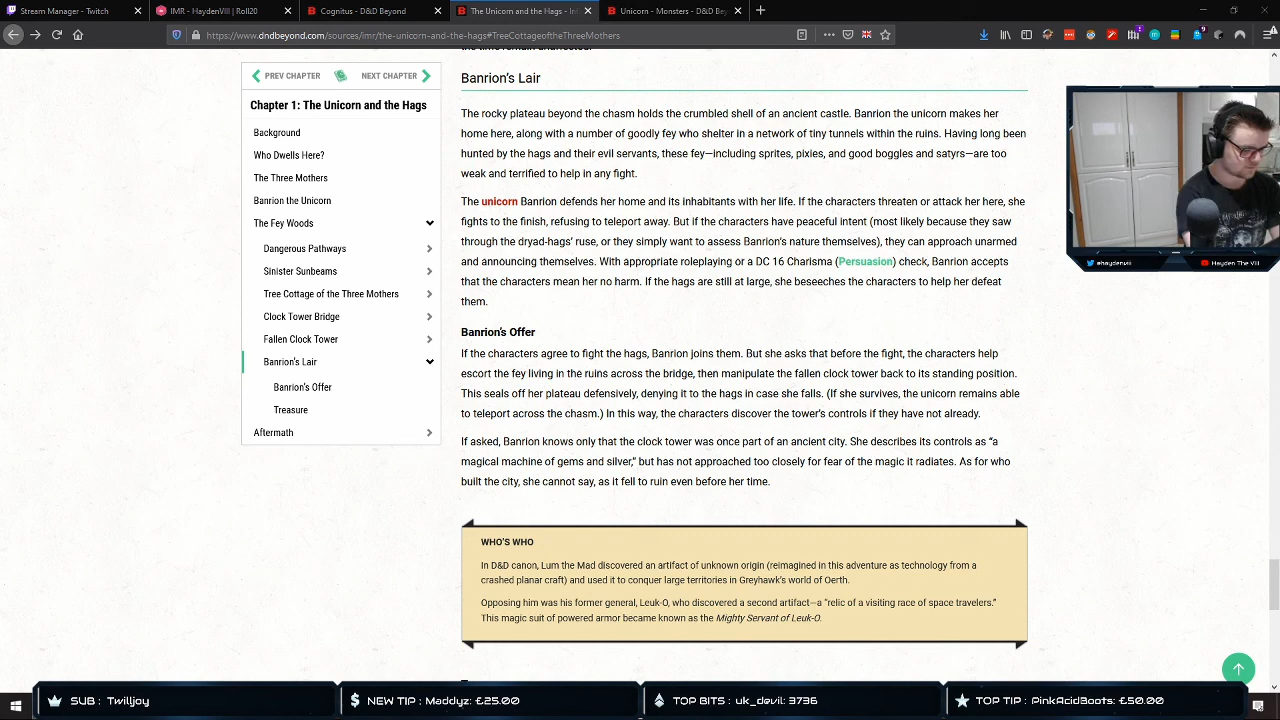 Stream Manager - Twitch
IMR - HaydenVIII | Roll20
Cognitus - D&D Beyond
The Unicorn and the Hags - In
Unicorn - Monsters - D&D Bey
https://www.dndbeyond.com/sources/imr/the-unicorn-and-the-hags#TreeCottageoftheThreeMothers
the time remain unaffected.
PREV CHAPTER
NEXT CHAPTER
Chapter 1: The Unicorn and the Hags
Background
Who Dwells Here?
The Three Mothers
Banrion the Unicorn
The Fey Woods
Dangerous Pathways
Sinister Sunbeams
Tree Cottage of the Three Mothers
Clock Tower Bridge
Fallen Clock Tower
Banrion's Lair
Banrion's Offer
Treasure
Aftermath
Banrion's Lair
The rocky plateau beyond the chasm holds the crumbled shell of an ancient castle. Banrion the unicorn makes her
home here, along with a number of goodly fey who shelter in a network of tiny tunnels within the ruins. Having long been
hunted by the hags and their evil servants, these fey—including sprites, pixies, and good boggles and satyrs—are too
weak and terrified to help in any fight.
The unicorn Banrion defends her home and its inhabitants with her life. If the characters threaten or attack her here, she
fights to the finish, refusing to teleport away. But if the characters have peaceful intent (most likely because they saw
through the dryad-hags' ruse, or they simply want to assess Banrion's nature themselves), they can approach unarmed
and announcing themselves. With appropriate roleplaying or a DC 16 Charisma (Persuasion) check, Banrion accepts
that the characters mean her no harm. If the hags are still at large, she beseeches the characters to help her defeat
them.
Banrion's Offer
If the characters agree to fight the hags, Banrion joins them. But she asks that before the fight, the characters help
escort the fey living in the ruins across the bridge, then manipulate the fallen clock tower back to its standing position.
This seals off her plateau defensively, denying it to the hags in case she falls. (If she survives, the unicorn remains able
to teleport across the chasm.) In this way, the characters discover the tower's controls if they have not already.
If asked, Banrion knows only that the clock tower was once part of an ancient city. She describes its controls as “a
magical machine of gems and silver,” but has not approached too closely for fear of the magic it radiates. As for who
built the city, she cannot say, as it fell to ruin even before her time.
WHO'S WHO
In D&D canon, Lum the Mad discovered an artifact of unknown origin (reimagined in this adventure as technology from a
crashed planar craft) and used it to conquer large territories in Greyhawk's world of Oerth.
Opposing him was his former general, Leuk-O, who discovered a second artifact—a “relic of a visiting race of space travelers.”
This magic suit of powered armor became known as the Mighty Servant of Leuk-O.
@haydenviii
Hayden The VIII
SUB : Twilljoy
NEW TIP : Maddyz: £25.00
TOP BITS : uk_devil: 3736
TOP TIP : PinkAcidBoots: £50.00